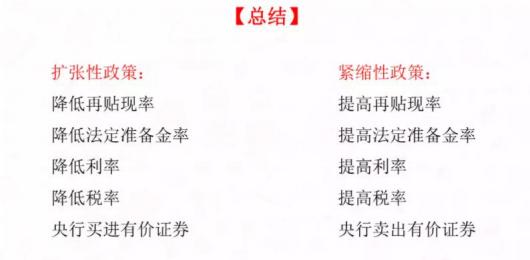 【总结】
扩张性政策：
降低再贴现率
降低法定准备金率
降低利率
降低税率
央行买进有价证券
紧缩性政策：
提高再贴现率
提高法定准备金率
提高利率
提高税率
央行卖出有价证券